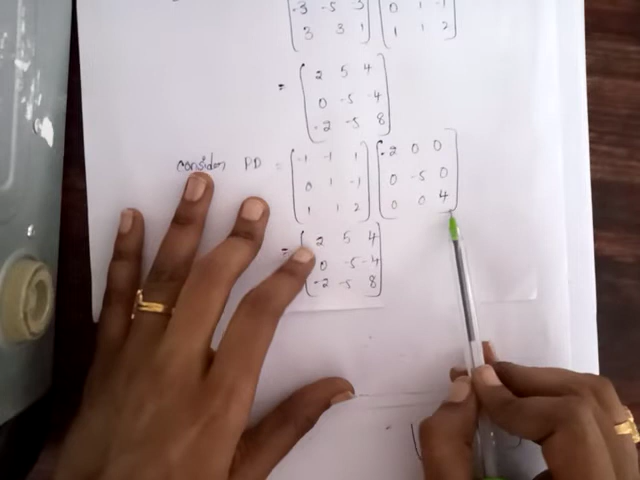 -3 -5 3 0 1 -1
3 3 1 1 1 2
= 2 5 4
0 -5 -4
-2 -5 8
consider PD = -1 -1 1 -2 0 0
0 1 -1 0 -5 0
1 1 2 0 0 4
= 2 5 4
0 -5 -4
-2 -5 8